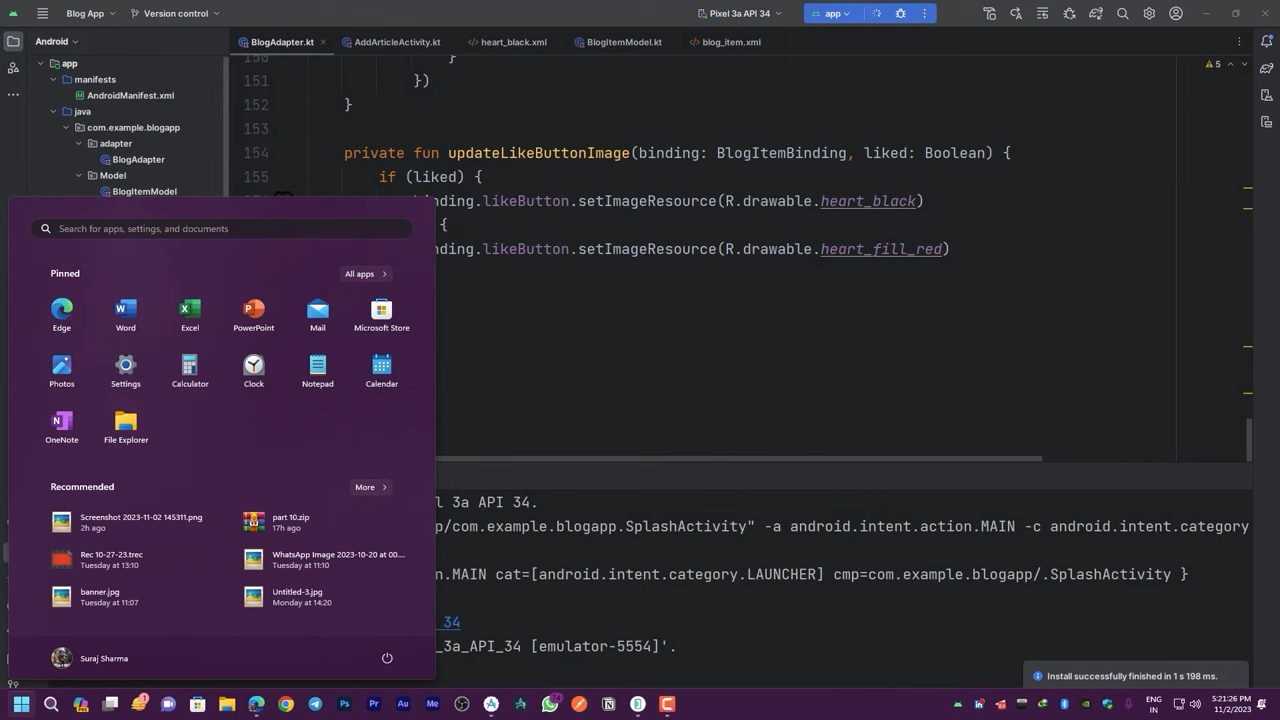 Blog App
Version control
Pixel 3a API 34
app
Android
BlogAdapter.kt
AddArticleActivity.kt
heart_black.xml
BlogItemModel.kt
blog_item.xml
app
manifests
AndroidManifest.xml
java
com.example.blogapp
adapter
BlogAdapter
Model
BlogItemModel
5
150 }
151 })
152 }
153
154 private fun updateLikeButtonImage(binding: BlogItemBinding, liked: Boolean) {
155 if (liked) {
.likeButton.setImageResource(R.drawable.heart_black)
{
nding.likeButton.setImageResource(R.drawable.heart_fill_red)
Search for apps, settings, and documents
Pinned
All apps
Edge
Word
Excel
PowerPoint
Mail
Microsoft Store
Photos
Settings
Calculator
Clock
Notepad
Calendar
OneNote
File Explorer
Recommended
More
Screenshot 2023-11-02 145311.png
2h ago
part 10.zip
17h ago
Rec 10-27-23.trec
Tuesday at 13:10
WhatsApp Image 2023-10-20 at 00....
Tuesday at 11:10
banner.jpg
Tuesday at 11:07
Untitled-3.jpg
Monday at 14:20
Suraj Sharma
l 3a API 34.
p/com.example.blogapp.SplashActivity" -a android.intent.action.MAIN -c android.intent.category
n.MAIN cat=[android.intent.category.LAUNCHER] cmp=com.example.blogapp/.SplashActivity }
_34
_3a_API_34 [emulator-5554]'.
Install successfully finished in 1 s 198 ms.
ENG
IN
5:21:26 PM
11/2/2023